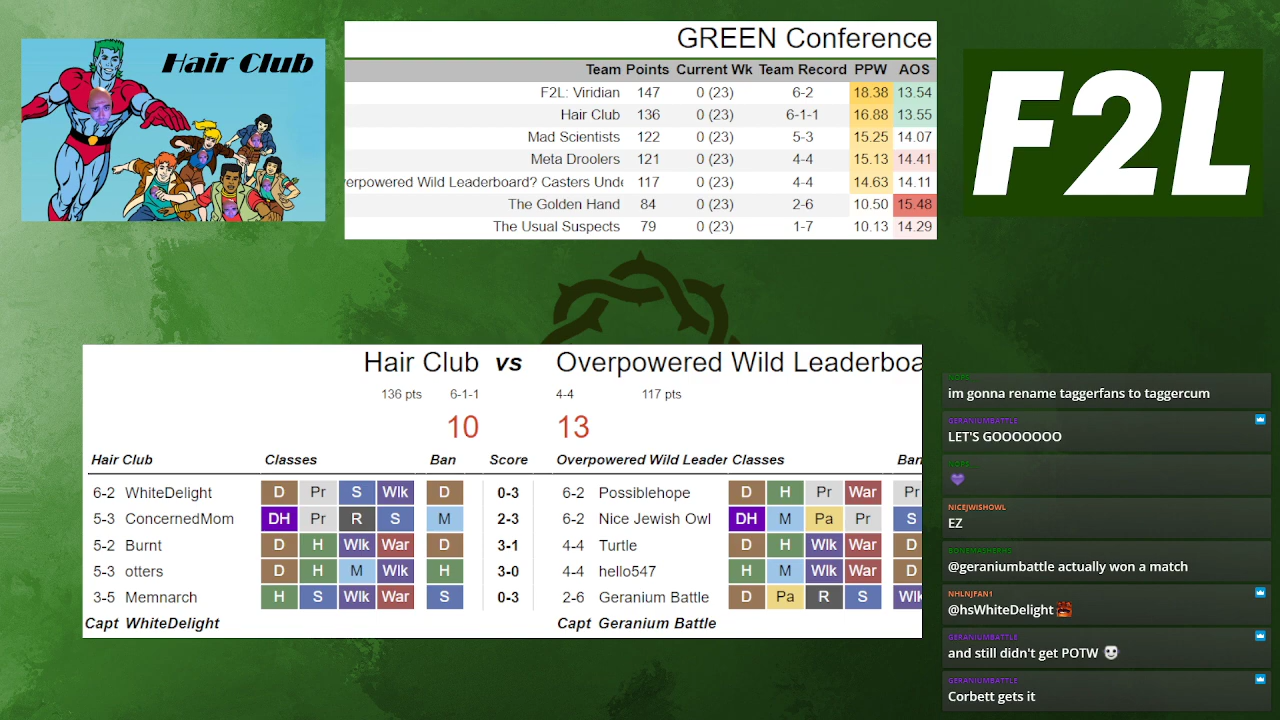 Hair Club
GREEN Conference
Team Points Current Wk Team Record PPW AOS
F2L: Viridian 147 0 (23) 6-2 18.38 13.54
Hair Club 136 0 (23) 6-1-1 16.88 13.55
Mad Scientists 122 0 (23) 5-3 15.25 14.07
Meta Droolers 121 0 (23) 4-4 15.13 14.41
verpowered Wild Leaderboard? Casters Unde 117 0 (23) 4-4 14.63 14.11
The Golden Hand 84 0 (23) 2-6 10.50 15.48
The Usual Suspects 79 0 (23) 1-7 10.13 14.29
F2L
Hair Club vs Overpowered Wild Leaderboa
136 pts 6-1-1 4-4 117 pts
10 13
Hair Club Classes Ban Score Overpowered Wild Leader Classes Ban
6-2 WhiteDelight D Pr S Wlk D 0-3 6-2 Possiblehope D H Pr War Pr
5-3 ConcernedMom DH Pr R S M 2-3 6-2 Nice Jewish Owl DH M Pa Pr S
5-2 Burnt D H Wlk War D 3-1 4-4 Turtle D H Wlk War D
5-3 otters D H M Wlk H 3-0 4-4 hello547 H M Wlk War D
3-5 Memnarch H S Wlk War S 0-3 2-6 Geranium Battle D Pa R S Wlk
Capt WhiteDelight Capt Geranium Battle
im gonna rename taggerfans to taggercum
GERANIUMBATTLE
LET'S GOOOOOOO
NICEJWISHOWL
EZ
BONEMASHERHS
@geraniumbattle actually won a match
NHLNJFAN1
@hsWhiteDelight
GERANIUMBATTLE
and still didn't get POTW
GERANIUMBATTLE
Corbett gets it